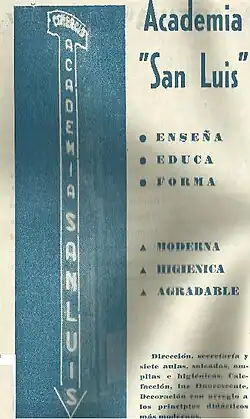 COLEGIO
ACADEMIA SAN LUIS
Academia
"San Luis"
ENSEÑA
EDUCA
FORMA
MODERNA
HIGIENICA
AGRADABLE
Dirección, secretaría y
siete aulas, soleadas, am-
plias e higiénicas. Cale-
facción, luz fluorescente.
Decoración con arreglo a
los principios didácticos
más modernos.